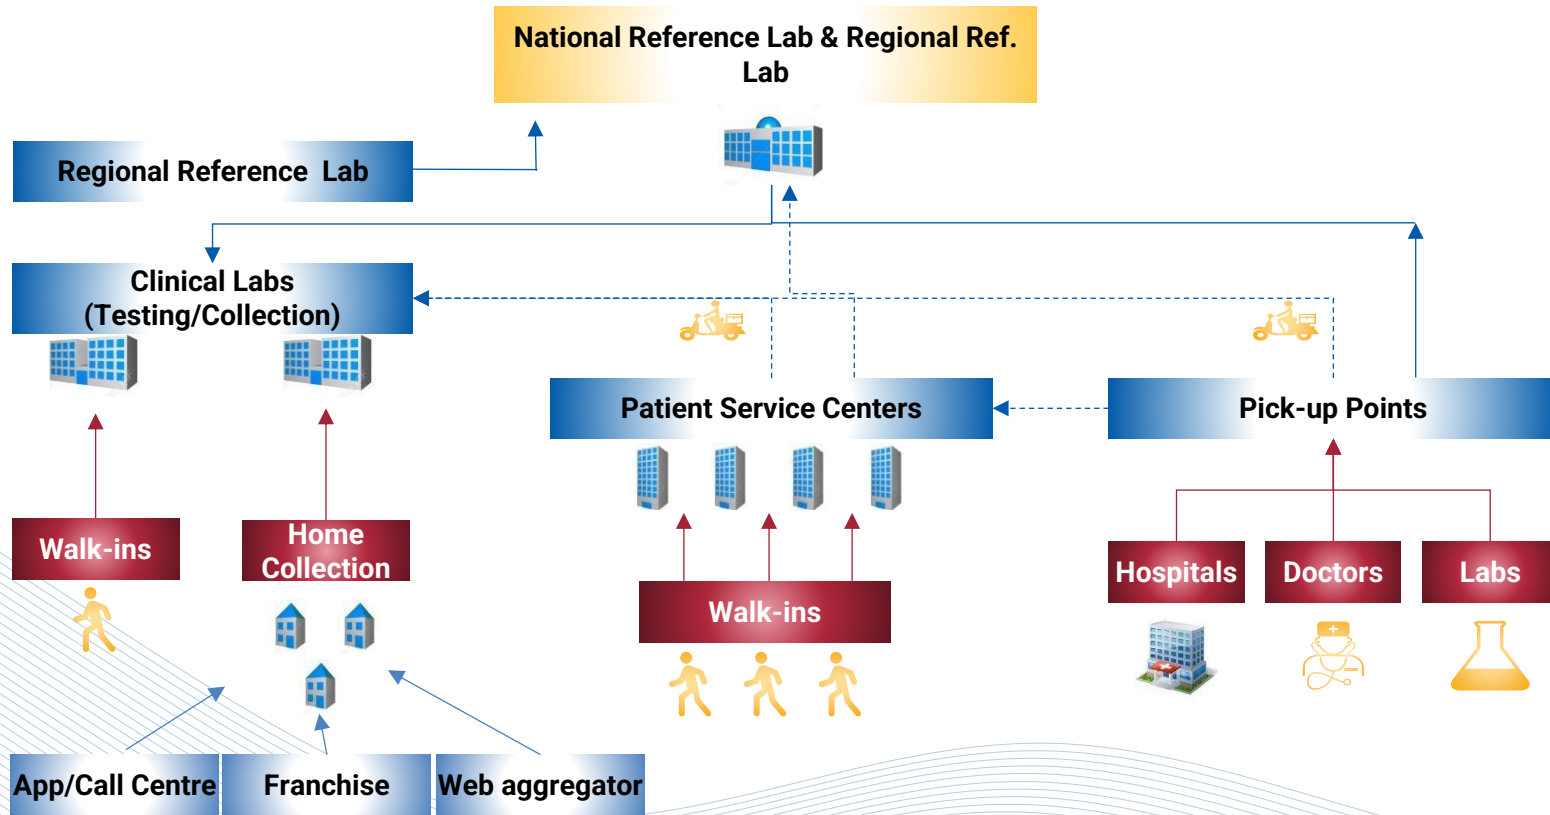 National Reference Lab & Regional Ref.
Lab
Regional Reference Lab
Clinical Labs
(Testing/Collection)
Patient Service Centers
Pick-up Points
Walk-ins
Home
Collection
Walk-ins
Hospitals
Doctors
Labs
App/Call Centre
Franchise
Web aggregator